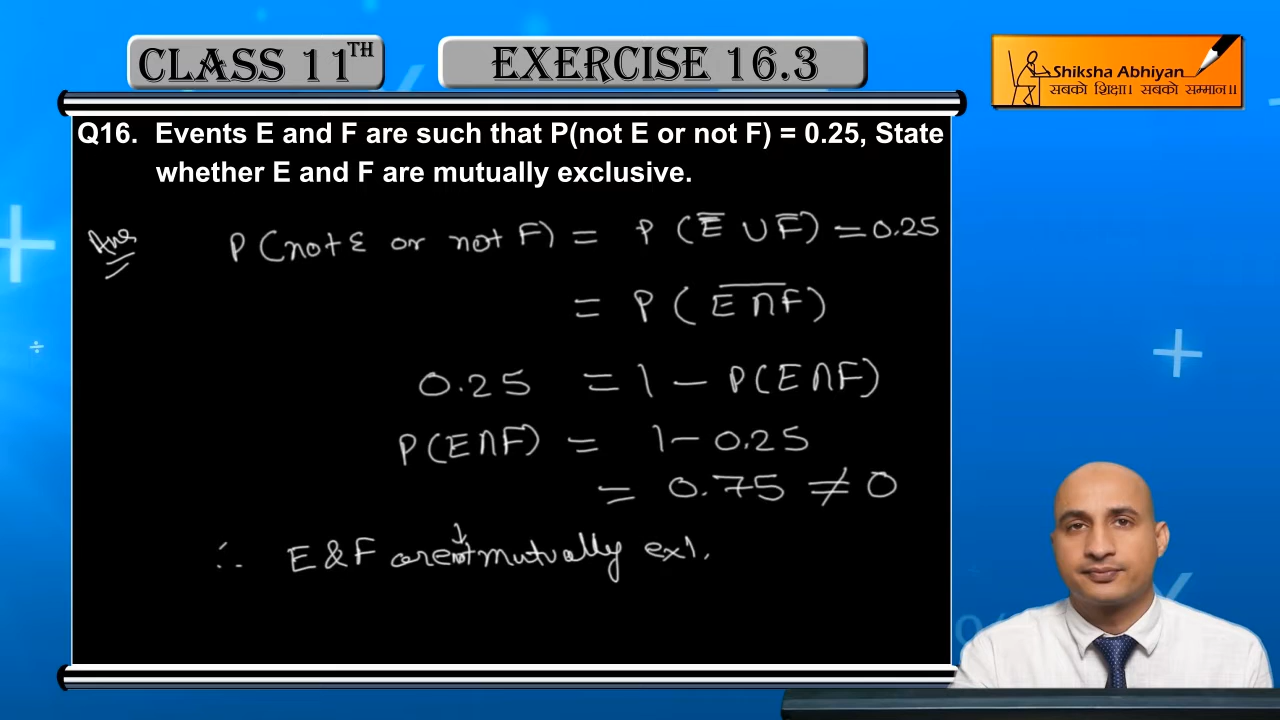 CLASS 11TH
EXERCISE 16.3
Shiksha Abhiyan
सबको शिक्षा। सबको सम्मान॥
Q16. Events E and F are such that P(not E or not F) = 0.25, State
whether E and F are mutually exclusive.
Ans P(not E or not F) = P(E̅ ∪ F̅) = 0.25
= P(E̅ ̅∩̅ ̅F̅)
0.25 = 1 − P(E∩F)
P(E∩F) = 1 − 0.25
= 0.75 ≠ 0
∴ E & F are not mutually exl.